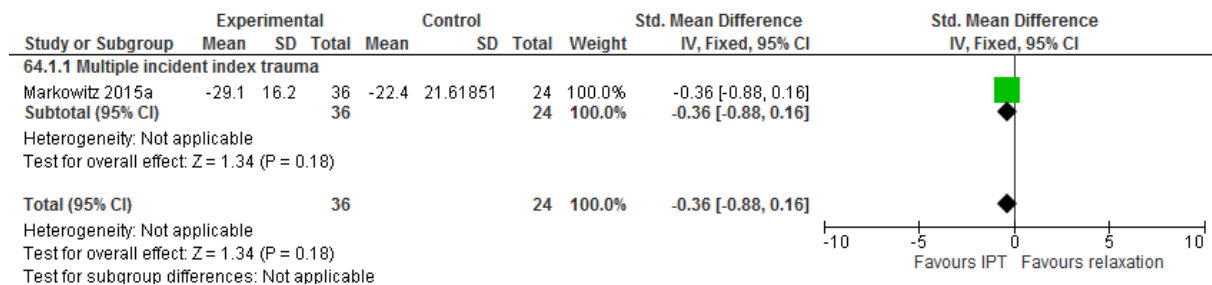 Experimental Control Std. Mean Difference Std. Mean Difference
Study or Subgroup Mean SD Total Mean SD Total Weight IV, Fixed, 95% CI IV, Fixed, 95% CI
64.1.1 Multiple incident index trauma
Markowitz 2015a -29.1 16.2 36 -22.4 21.61851 24 100.0% -0.36 [-0.88, 0.16]
Subtotal (95% CI) 36 24 100.0% -0.36 [-0.88, 0.16]
Heterogeneity: Not applicable
Test for overall effect: Z = 1.34 (P = 0.18)
Total (95% CI) 36 24 100.0% -0.36 [-0.88, 0.16]
Heterogeneity: Not applicable
Test for overall effect: Z = 1.34 (P = 0.18)
Test for subgroup differences: Not applicable
-10 -5 0 5 10
Favours IPT Favours relaxation